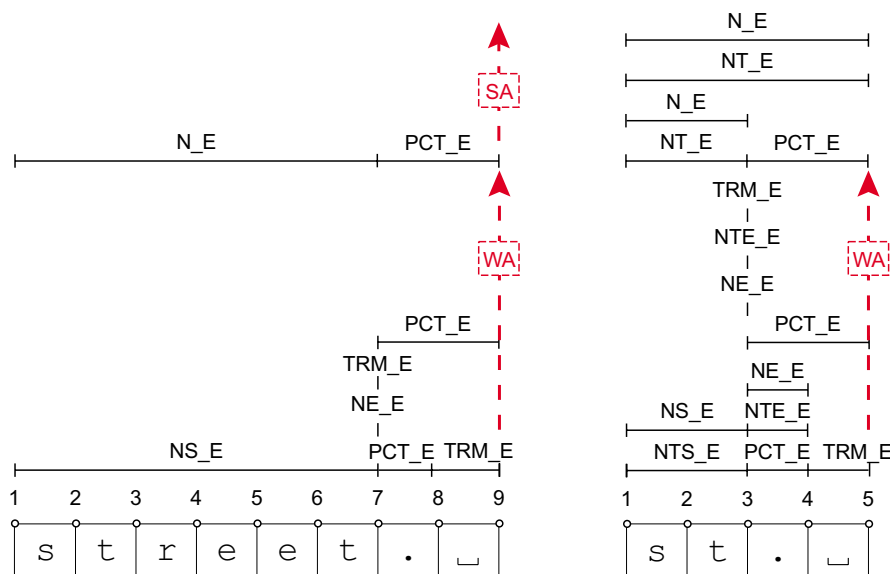 N_E
NT_E
SA
N_E
N_E PCT_E NT_E PCT_E
TRM_E
NTE_E
WA WA
NE_E
PCT_E PCT_E
TRM_E NE_E
NE_E NS_E NTE_E
NS_E PCT_E TRM_E NTS_E PCT_E TRM_E
1 2 3 4 5 6 7 8 9 1 2 3 4 5
s t r e e t . ␣ s t . ␣